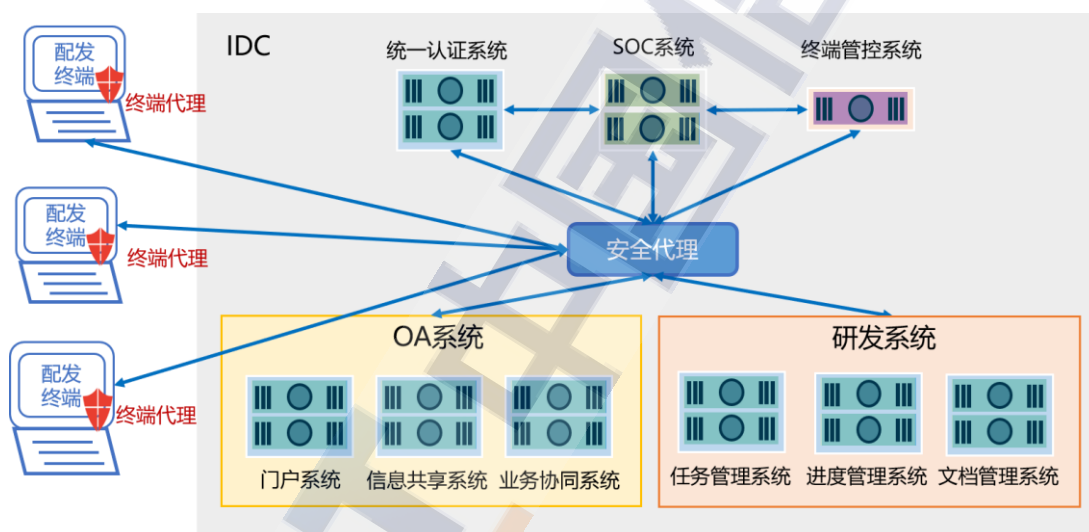 IDC
统一认证系统
SOC系统
终端管控系统
配发
终端
终端代理
配发
终端
终端代理
配发
终端
终端代理
安全代理
OA系统
门户系统
信息共享系统
业务协同系统
研发系统
任务管理系统
进度管理系统
文档管理系统